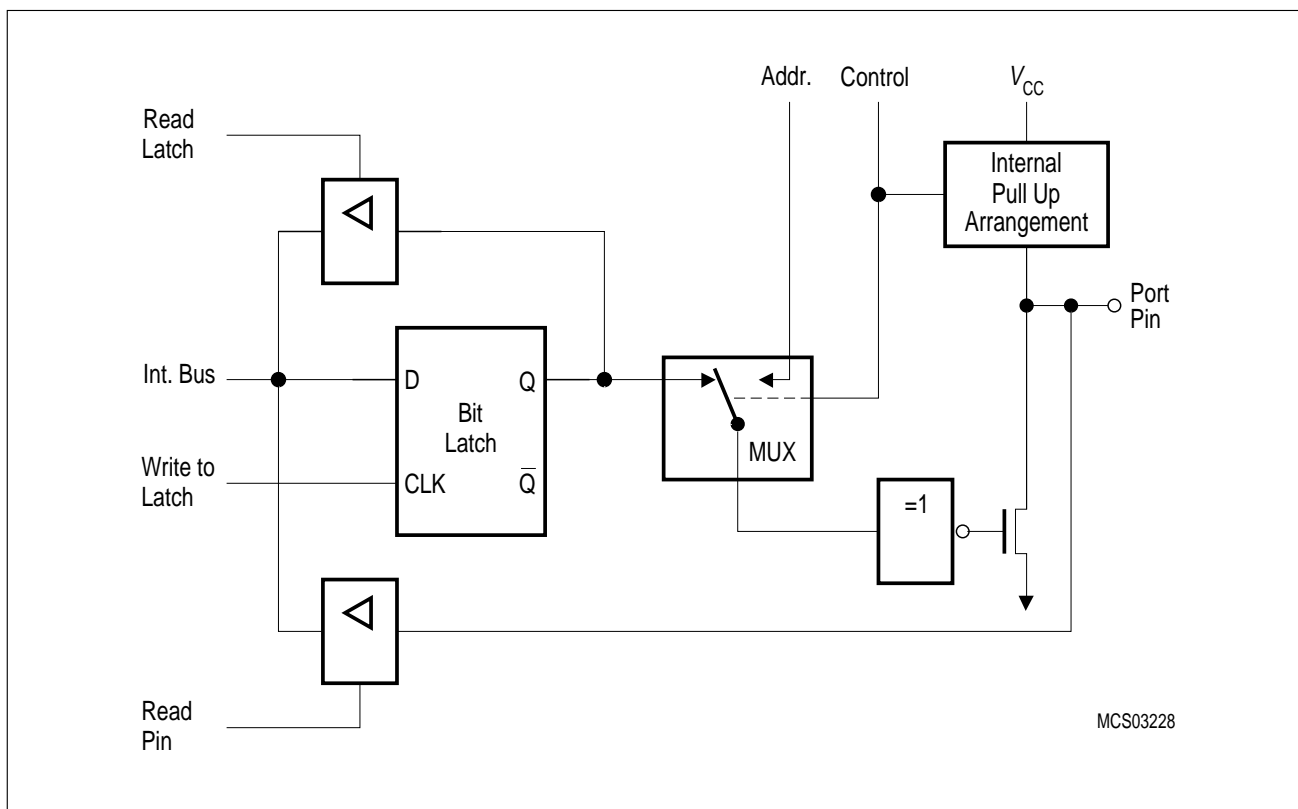 Addr.
Control
V_CC
Read
Latch
Internal
Pull Up
Arrangement
Port
Pin
Int. Bus
D
Q
Bit
Latch
MUX
Write to
Latch
CLK
Q̅
=1
Read
Pin
MCS03228